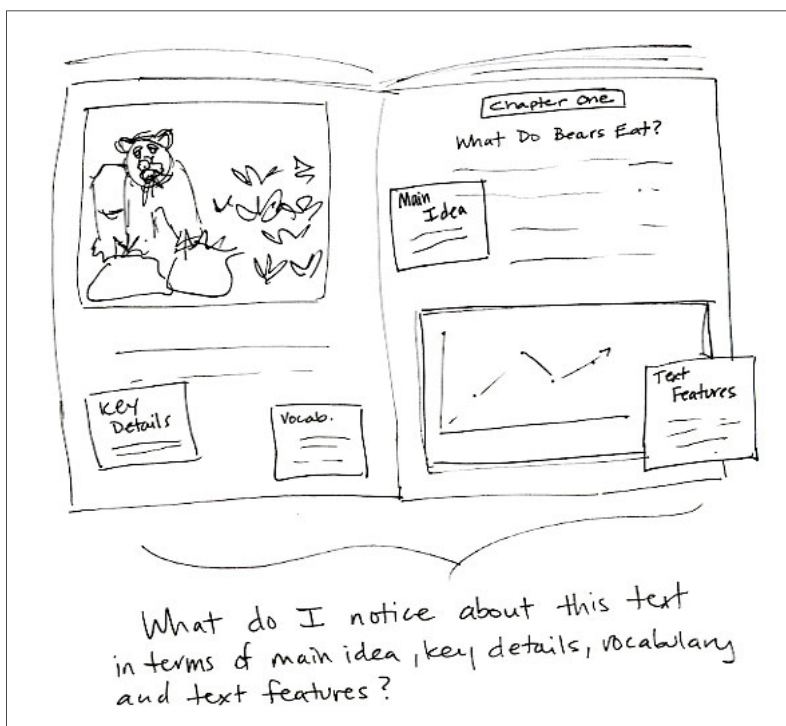 Chapter One
What Do Bears Eat?
Main
Idea
Key
Details
Vocab.
Text
Features
What do I notice about this text
in terms of main idea, key details, vocabulary
and text features?